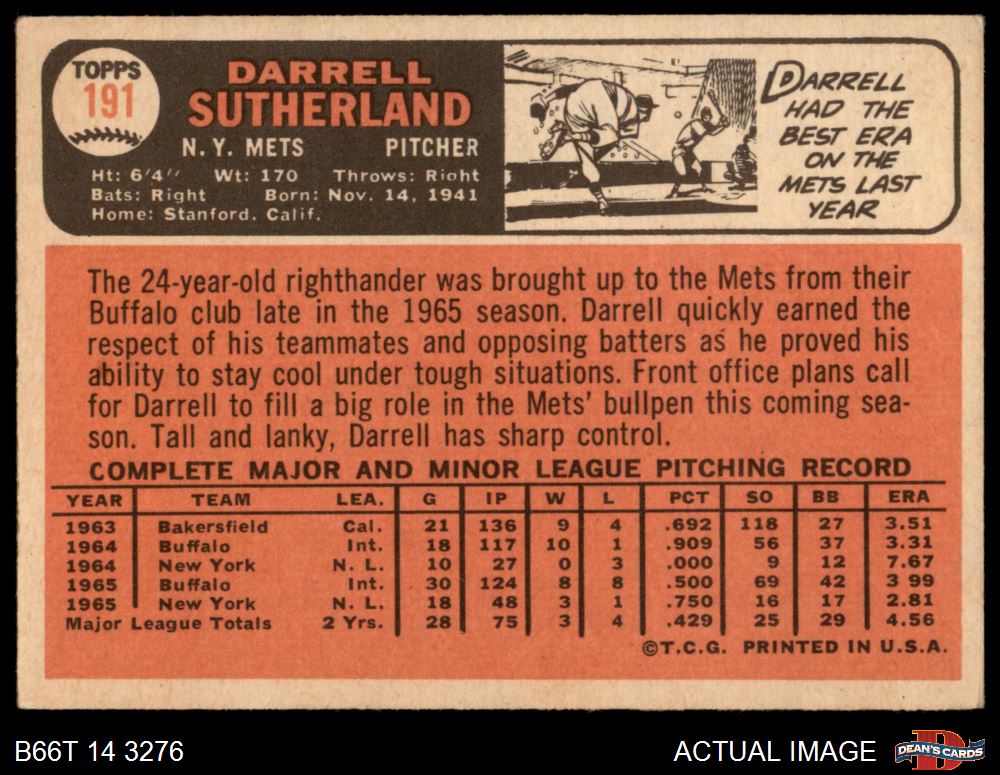 TOPPS
191
DARRELL
SUTHERLAND
N. Y. METS PITCHER
Ht: 6'4" Wt: 170 Throws: Right
Bats: Right Born: Nov. 14, 1941
Home: Stanford, Calif.
DARRELL
HAD THE
BEST ERA
ON THE
METS LAST
YEAR
The 24-year-old righthander was brought up to the Mets from their
Buffalo club late in the 1965 season. Darrell quickly earned the
respect of his teammates and opposing batters as he proved his
ability to stay cool under tough situations. Front office plans call
for Darrell to fill a big role in the Mets' bullpen this coming sea-
son. Tall and lanky, Darrell has sharp control.
COMPLETE MAJOR AND MINOR LEAGUE PITCHING RECORD
YEAR TEAM LEA. G IP W L PCT SO BB ERA
1963 Bakersfield Cal. 21 136 9 4 .692 118 27 3.51
1964 Buffalo Int. 18 117 10 1 .909 56 37 3.31
1964 New York N. L. 10 27 0 3 .000 9 12 7.67
1965 Buffalo Int. 30 124 8 8 .500 69 42 3 99
1965 New York N. L. 18 48 3 1 .750 16 17 2.81
Major League Totals 2 Yrs. 28 75 3 4 .429 25 29 4.56
©T.C.G. PRINTED IN U.S.A.
B66T 14 3276 ACTUAL IMAGE
DEAN'S CARDS